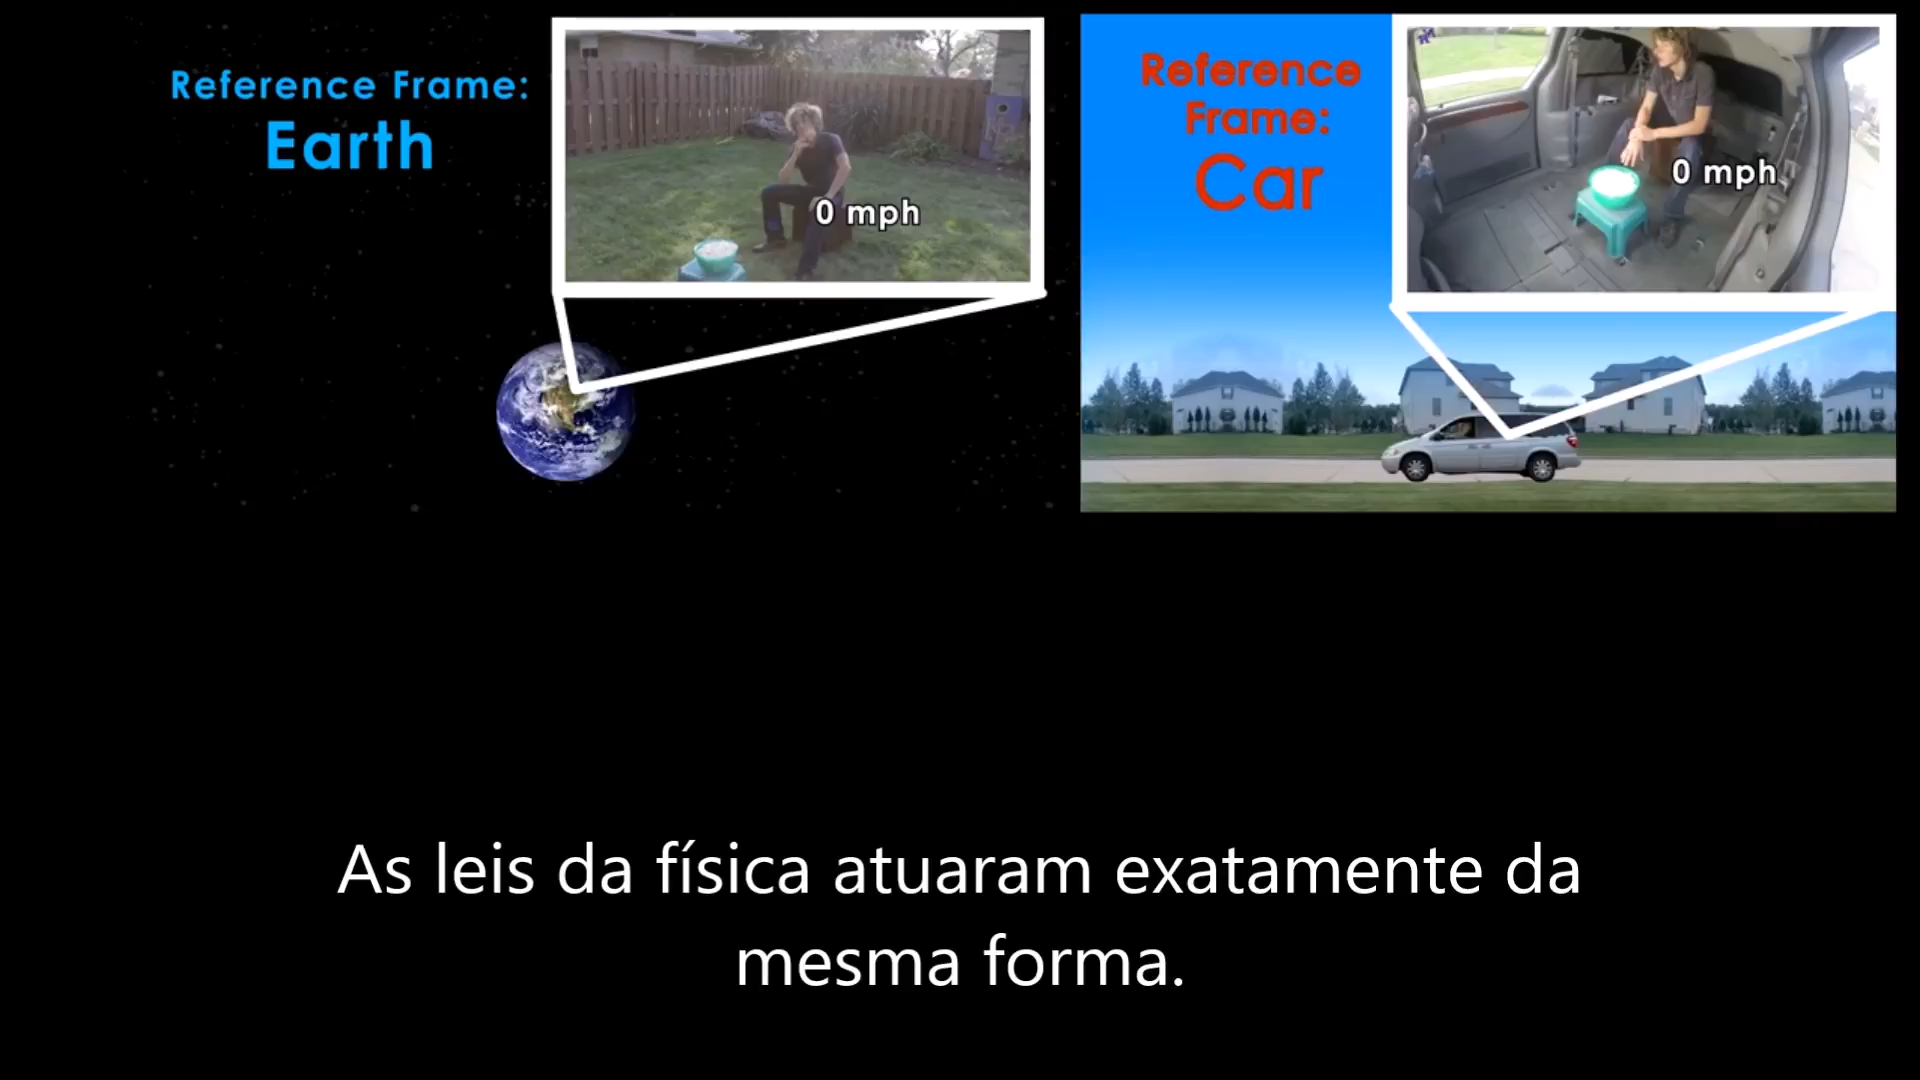 Reference Frame:
Earth
0 mph
Reference
Frame:
Car
0 mph
As leis da física atuaram exatamente da
mesma forma.